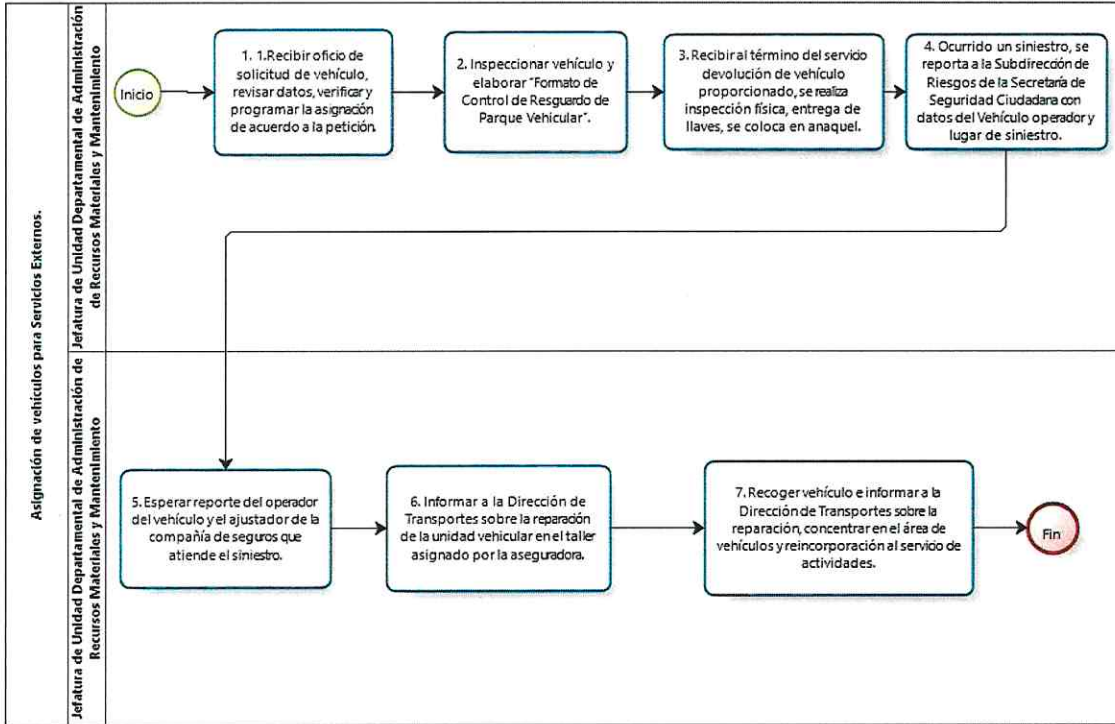 Asignación de vehículos para Servicios Externos.
Jefatura de Unidad Departamental de Administración
de Recursos Materiales y Mantenimiento
Inicio
1. 1.Recibir oficio de
solicitud de vehículo,
revisar datos, verificar y
programar la asignación
de acuerdo a la petición.
2. Inspeccionar vehículo y
elaborar "Formato de
Control de Resguardo de
Parque Vehicular".
3. Recibir al término del servicio
devolución de vehículo
proporcionado, se realiza
inspección física, entrega de
llaves, se coloca en anaquel.
4. Ocurrido un siniestro, se
reporta a la Subdirección de
Riesgos de la Secretaría de
Seguridad Ciudadana con
datos del Vehículo operador y
lugar de siniestro.
Jefatura de Unidad Departamental de Administración de
Recursos Materiales y Mantenimiento
5. Esperar reporte del operador
del vehículo y el ajustador de la
compañía de seguros que
atiende el siniestro.
6. Informar a la Dirección de
Transportes sobre la reparación
de la unidad vehicular en el taller
asignado por la aseguradora.
7. Recoger vehículo e informar a la
Dirección de Transportes sobre la
reparación, concentrar en el área de
vehículos y reincorporación al servicio de
actividades.
Fin